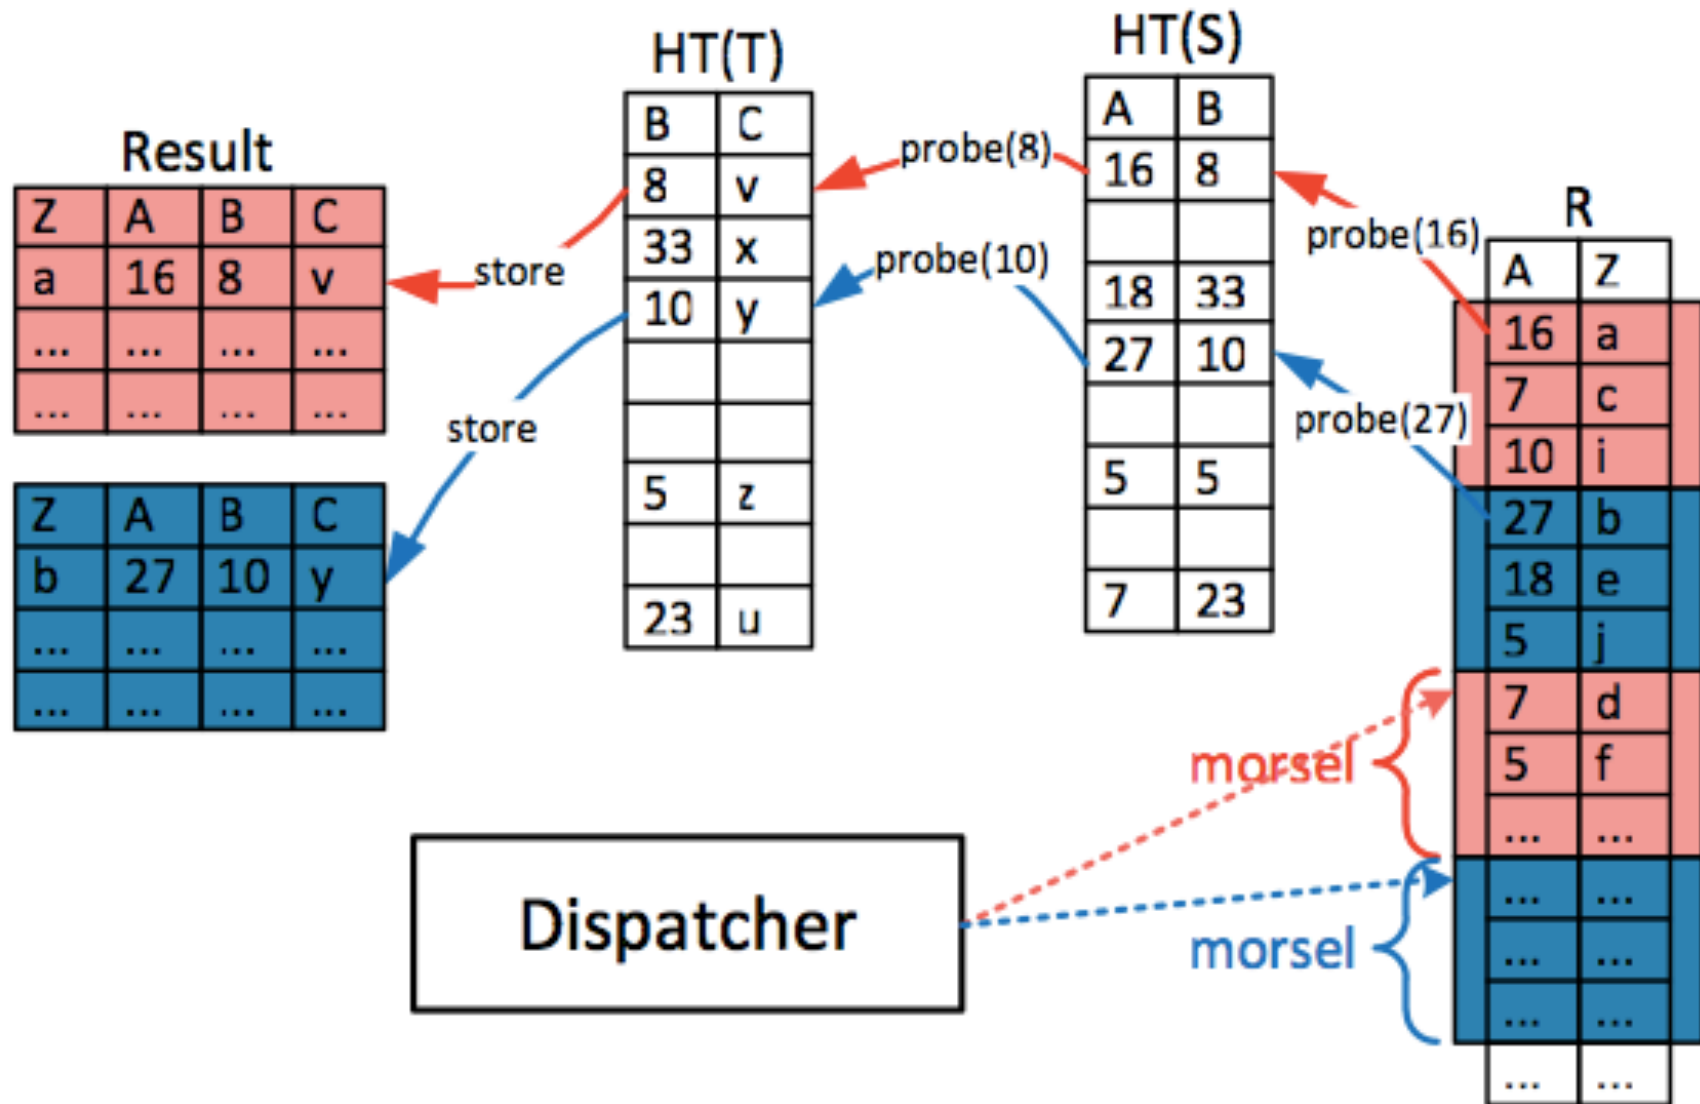 Result
Z A B C
a 16 8 v
... ... ... ...
... ... ... ...
store
Z A B C
b 27 10 y
... ... ... ...
... ... ... ...
store
HT(T)
B C
8 v
33 x
10 y
5 z
23 u
probe(8)
probe(10)
HT(S)
A B
16 8
18 33
27 10
5 5
7 23
probe(16)
probe(27)
R
A Z
16 a
7 c
10 i
27 b
18 e
5 j
7 d
5 f
... ...
... ...
... ...
... ...
... ...
morsel
morsel
Dispatcher